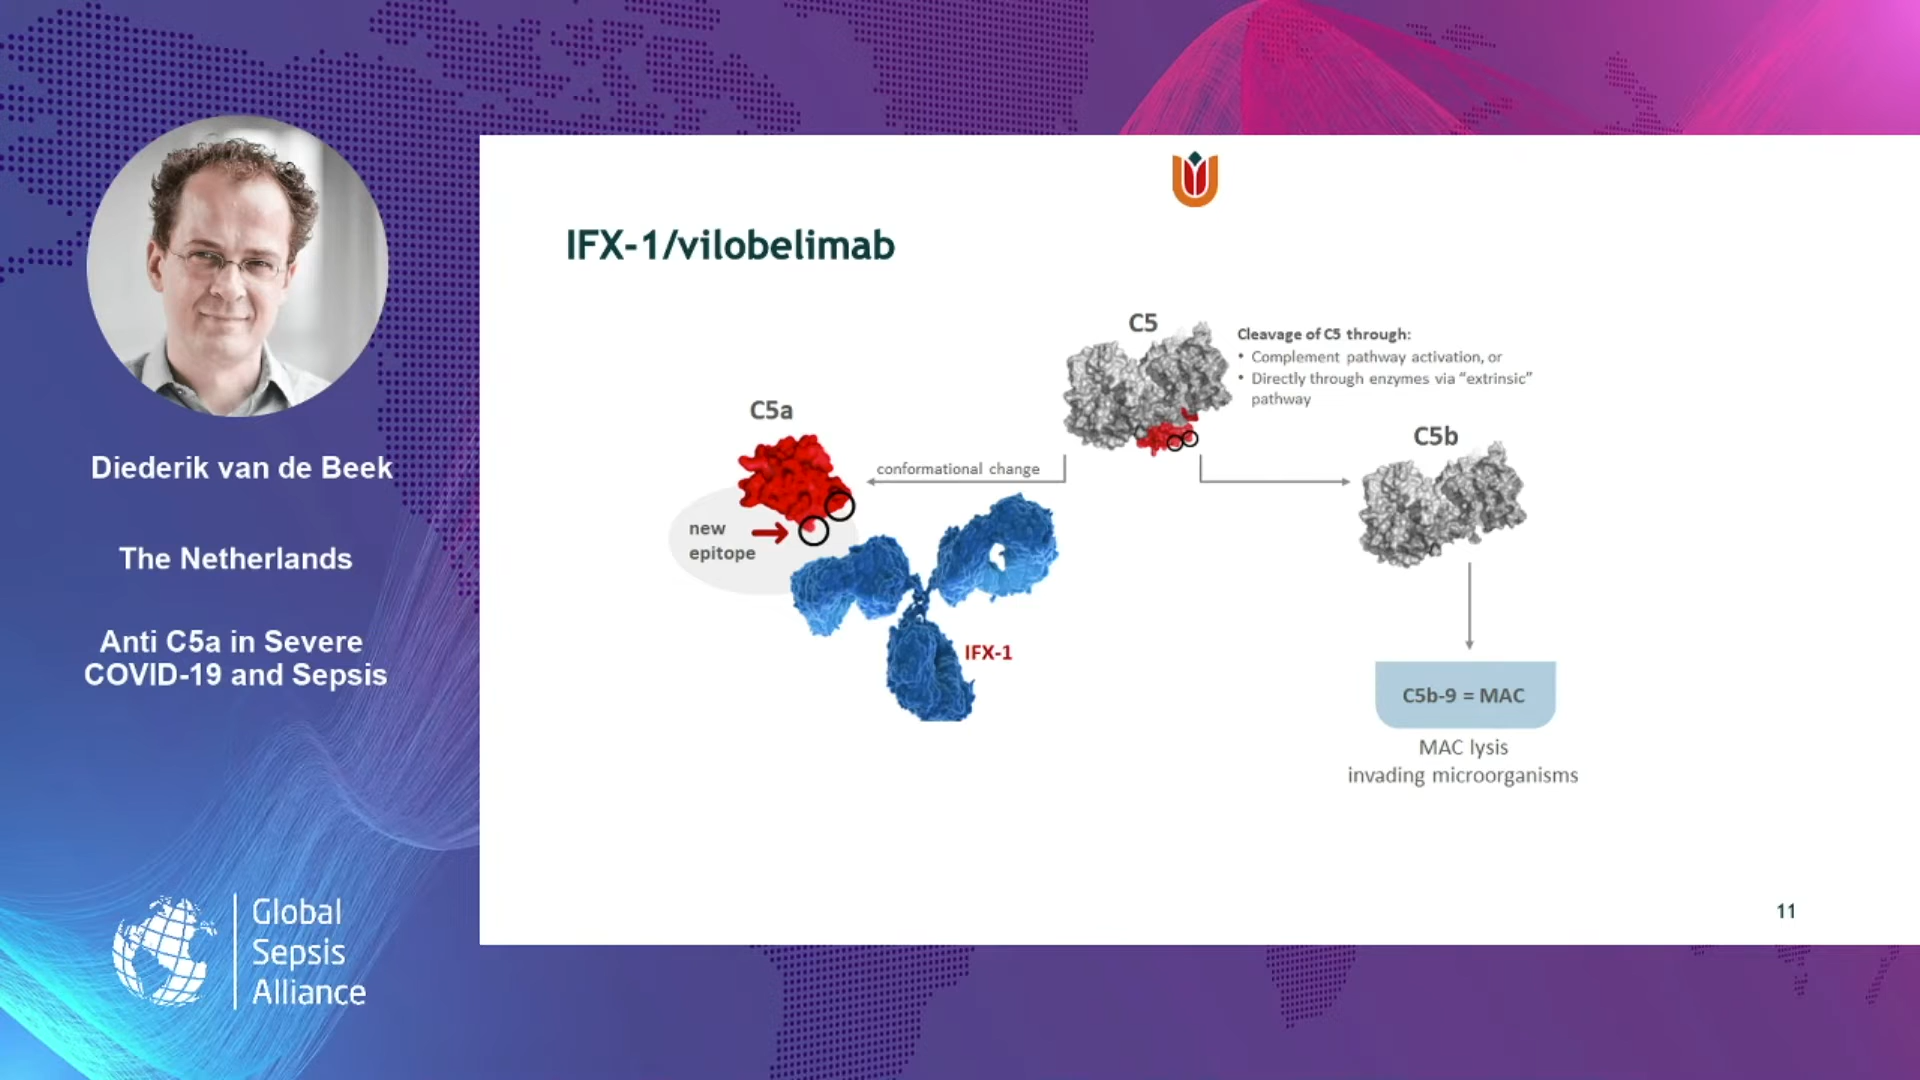 Diederik van de Beek
The Netherlands
Anti C5a in Severe
COVID-19 and Sepsis
Global
Sepsis
Alliance
IFX-1/vilobelimab
C5
Cleavage of C5 through:
• Complement pathway activation, or
• Directly through enzymes via “extrinsic”
pathway
C5a
conformational change
new
epitope
IFX-1
C5b
C5b-9 = MAC
MAC lysis
invading microorganisms
11